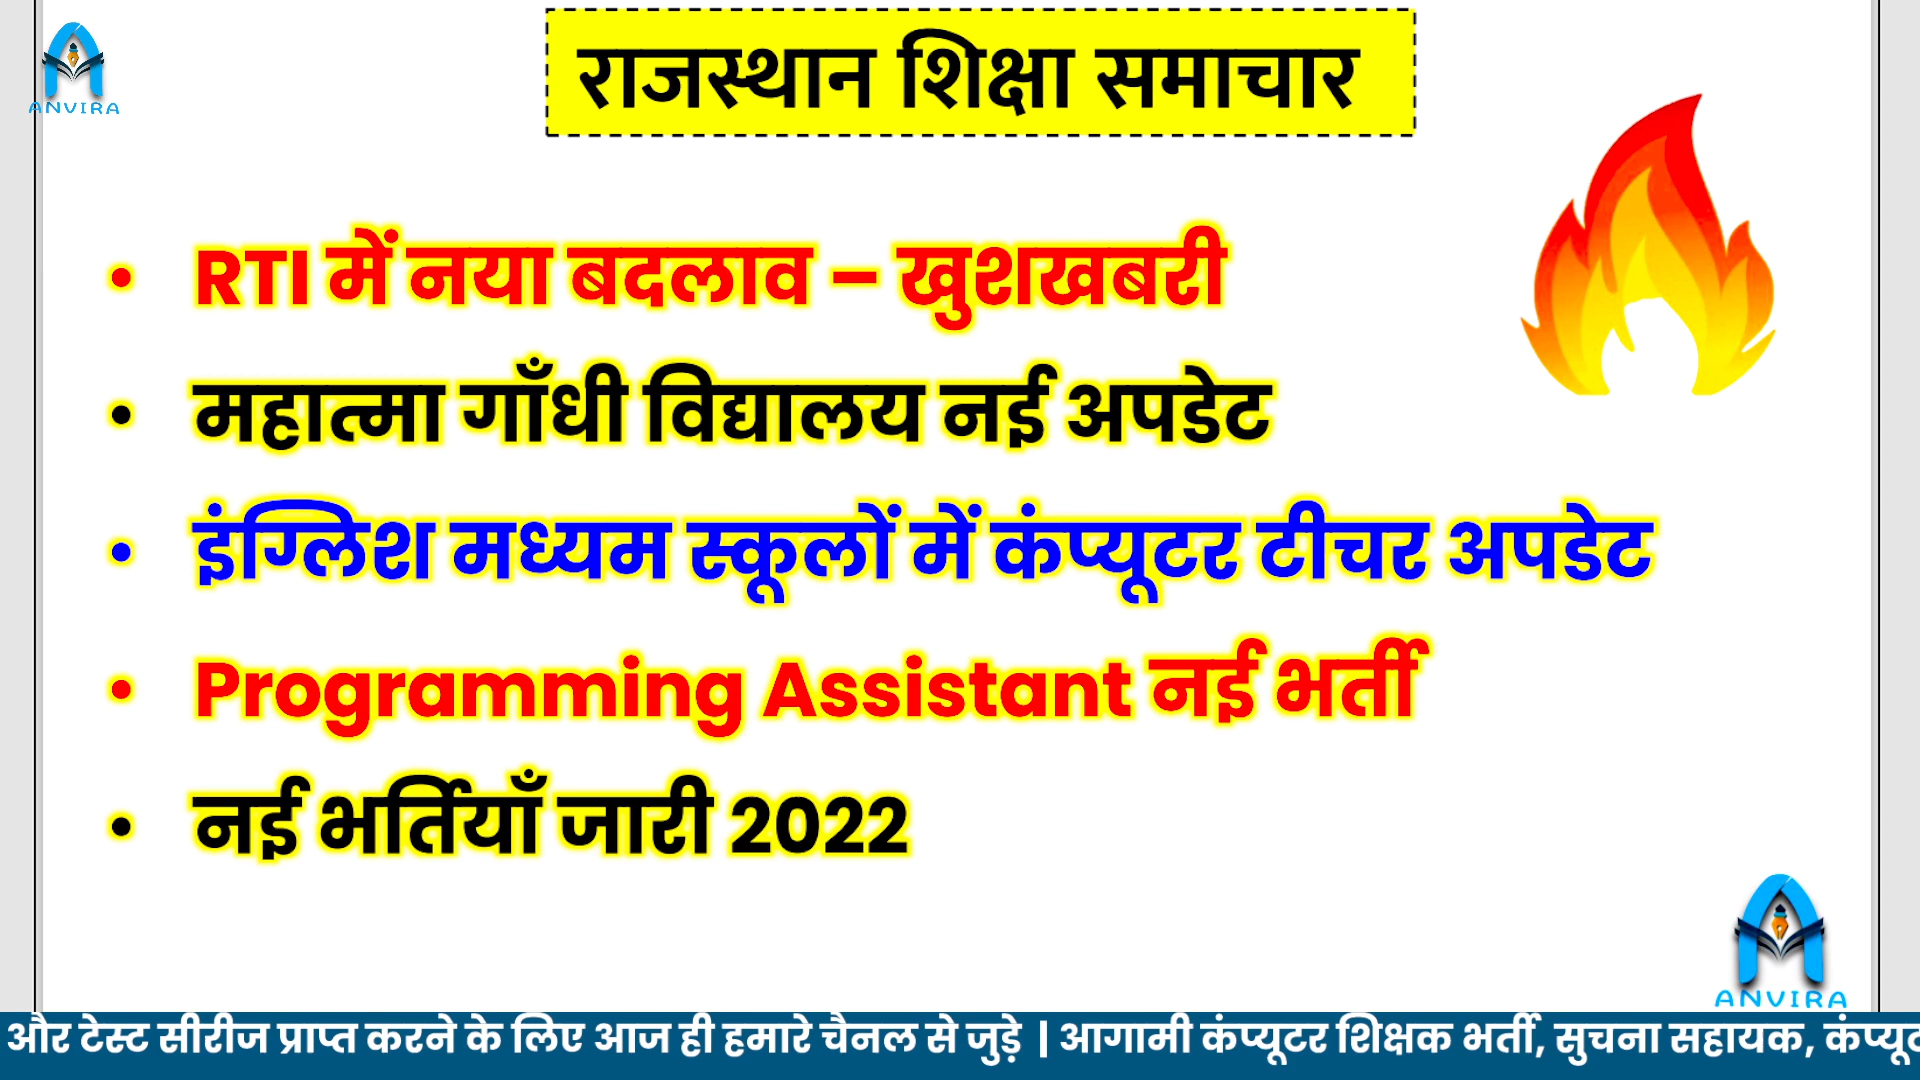 ANVIRA
राजस्थान शिक्षा समाचार
• RTI में नया बदलाव – खुशखबरी
• महात्मा गाँधी विद्यालय नई अपडेट
• इंग्लिश मध्यम स्कूलों में कंप्यूटर टीचर अपडेट
• Programming Assistant नई भर्ती
• नई भर्तियाँ जारी 2022
ANVIRA
और टेस्ट सीरीज प्राप्त करने के लिए आज ही हमारे चैनल से जुड़े | आगामी कंप्यूटर शिक्षक भर्ती, सुचना सहायक,